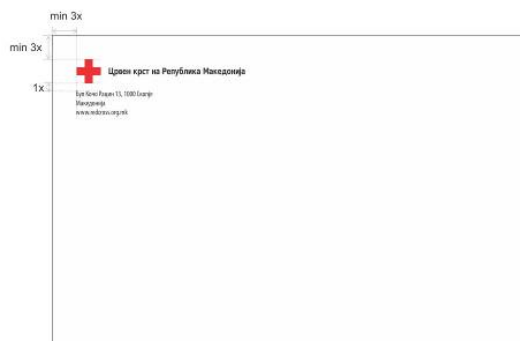 min 3x
min 3x
Црвен крст на Република Македонија
1x
Бул Кочо Рацин 13, 1000 Скопје
Македонија
www.redcross.org.mk